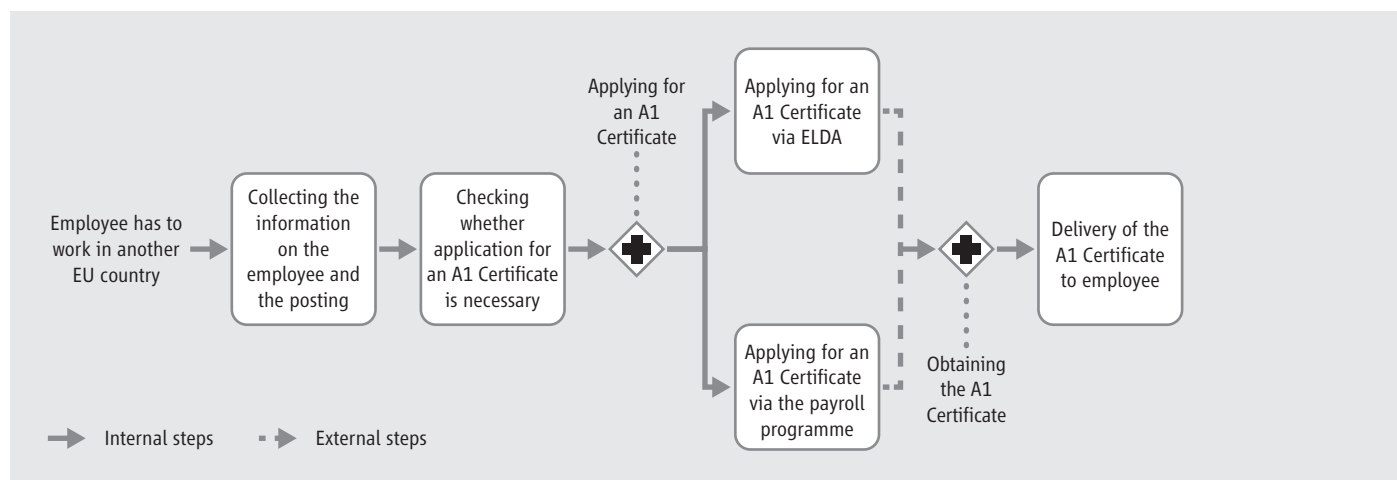 Employee has to
work in another
EU country
Collecting the
information
on the
employee and
the posting
Checking
whether
application for
an A1 Certificate
is necessary
Applying for
an A1
Certificate
Applying for an
A1 Certificate
via ELDA
Applying for an
A1 Certificate
via the payroll
programme
Obtaining
the A1
Certificate
Delivery of the
A1 Certificate
to employee
Internal steps
External steps